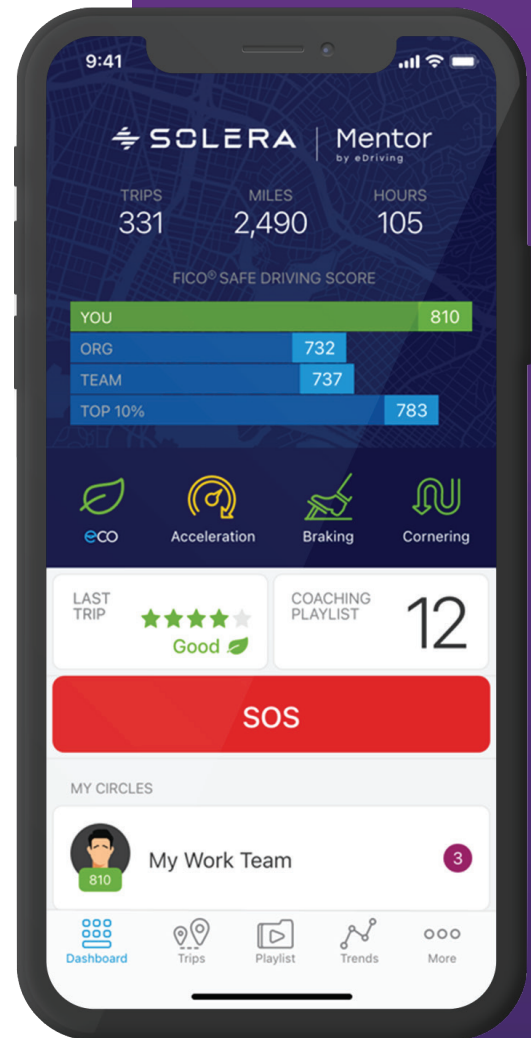 9:41
SOLERA | Mentor
by eDriving
TRIPS MILES HOURS
331 2,490 105
FICO® SAFE DRIVING SCORE
YOU 810
ORG 732
TEAM 737
TOP 10% 783
eco Acceleration Braking Cornering
LAST
TRIP
Good
COACHING
PLAYLIST
12
SOS
MY CIRCLES
810
My Work Team
3
Dashboard Trips Playlist Trends More